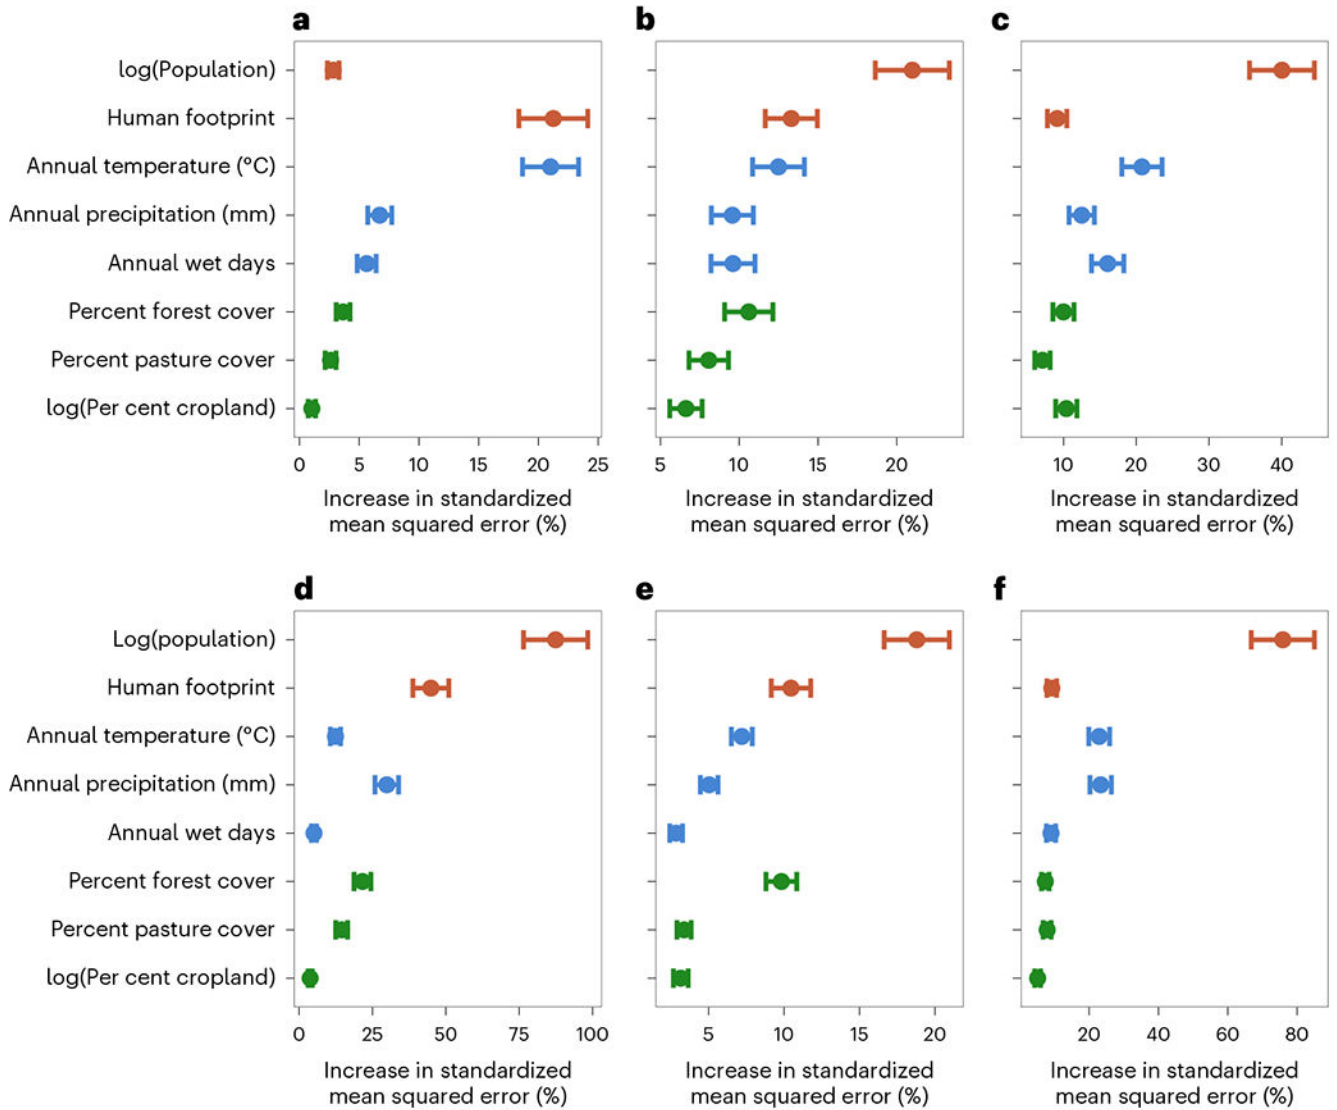 a b c
log(Population)
Human footprint
Annual temperature (°C)
Annual precipitation (mm)
Annual wet days
Percent forest cover
Percent pasture cover
log(Per cent cropland)
0 5 10 15 20 25 5 10 15 20 10 20 30 40
Increase in standardized Increase in standardized Increase in standardized
mean squared error (%) mean squared error (%) mean squared error (%)
d e f
Log(population)
Human footprint
Annual temperature (°C)
Annual precipitation (mm)
Annual wet days
Percent forest cover
Percent pasture cover
log(Per cent cropland)
0 25 50 75 100 5 10 15 20 20 40 60 80
Increase in standardized Increase in standardized Increase in standardized
mean squared error (%) mean squared error (%) mean squared error (%)